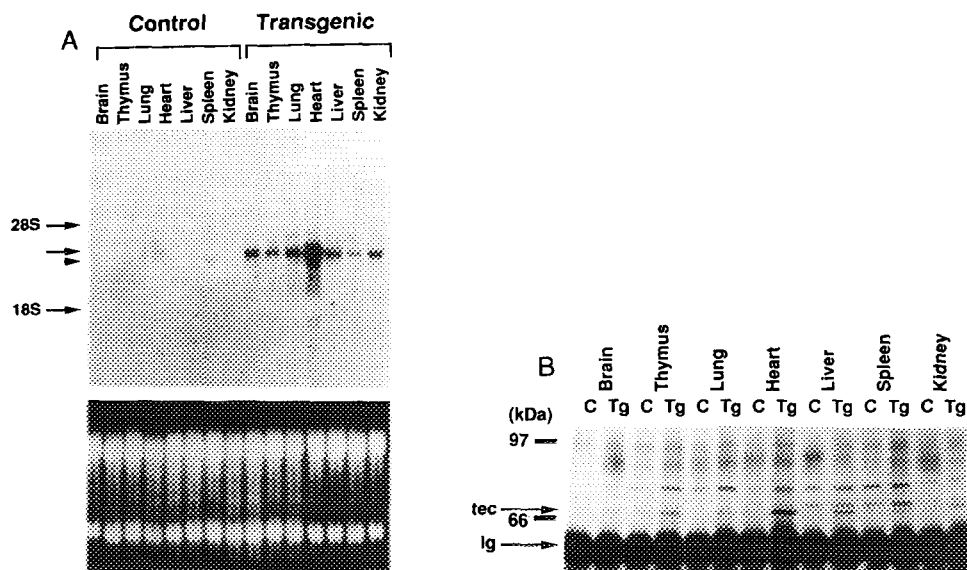 A
Control Transgenic
Brain Thymus Lung Heart Liver Spleen Kidney Brain Thymus Lung Heart Liver Spleen Kidney
28S
18S
B
Brain Thymus Lung Heart Liver Spleen Kidney
(kDa) C Tg C Tg C Tg C Tg C Tg C Tg C Tg
97
tec
66
Ig